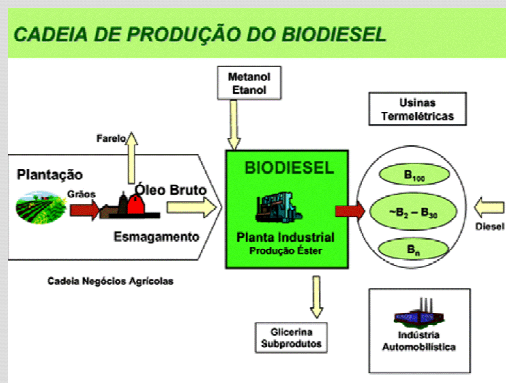 CADEIA DE PRODUÇÃO DO BIODIESEL
Metanol
Etanol
Usinas
Termelétricas
Farelo
Plantação
Grãos
Óleo Bruto
Esmagamento
BIODIESEL
Planta Industrial
Produção Éster
B100
~B2 – B30
Bn
Diesel
Cadeia Negócios Agrícolas
Glicerina
Subprodutos
Indústria
Automobilística